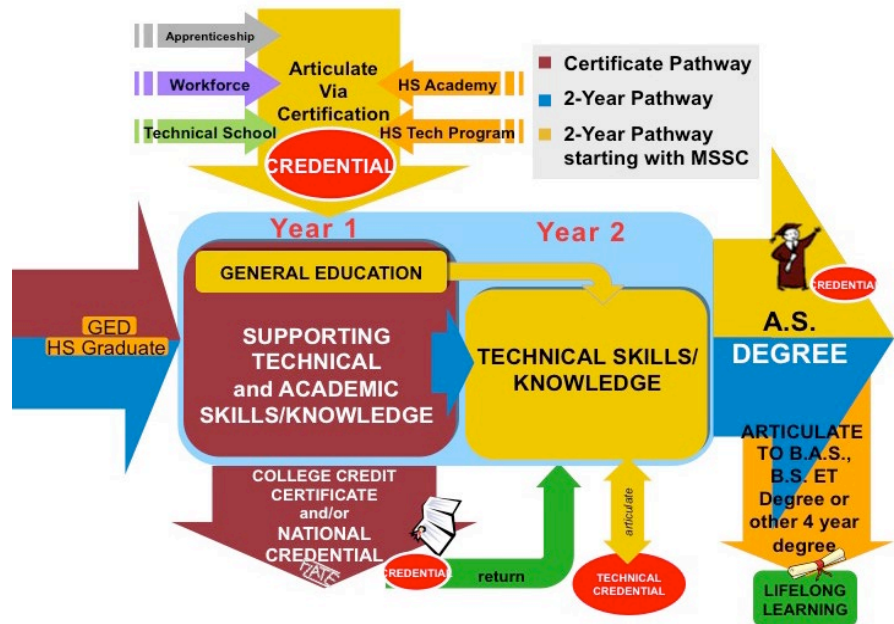 Apprenticeship
Workforce
Technical School
Articulate
Via
Certification
HS Academy
HS Tech Program
CREDENTIAL
Certificate Pathway
2-Year Pathway
2-Year Pathway
starting with MSSC
Year 1
Year 2
GENERAL EDUCATION
GED
HS Graduate
SUPPORTING
TECHNICAL
and ACADEMIC
SKILLS/KNOWLEDGE
TECHNICAL SKILLS/
KNOWLEDGE
CREDENTIAL
A.S.
DEGREE
COLLEGE CREDIT
CERTIFICATE
and/or
NATIONAL
CREDENTIAL
CREDENTIAL
return
articulate
TECHNICAL
CREDENTIAL
ARTICULATE
TO B.A.S.,
B.S. ET
Degree or
other 4 year
degree
LIFELONG
LEARNING